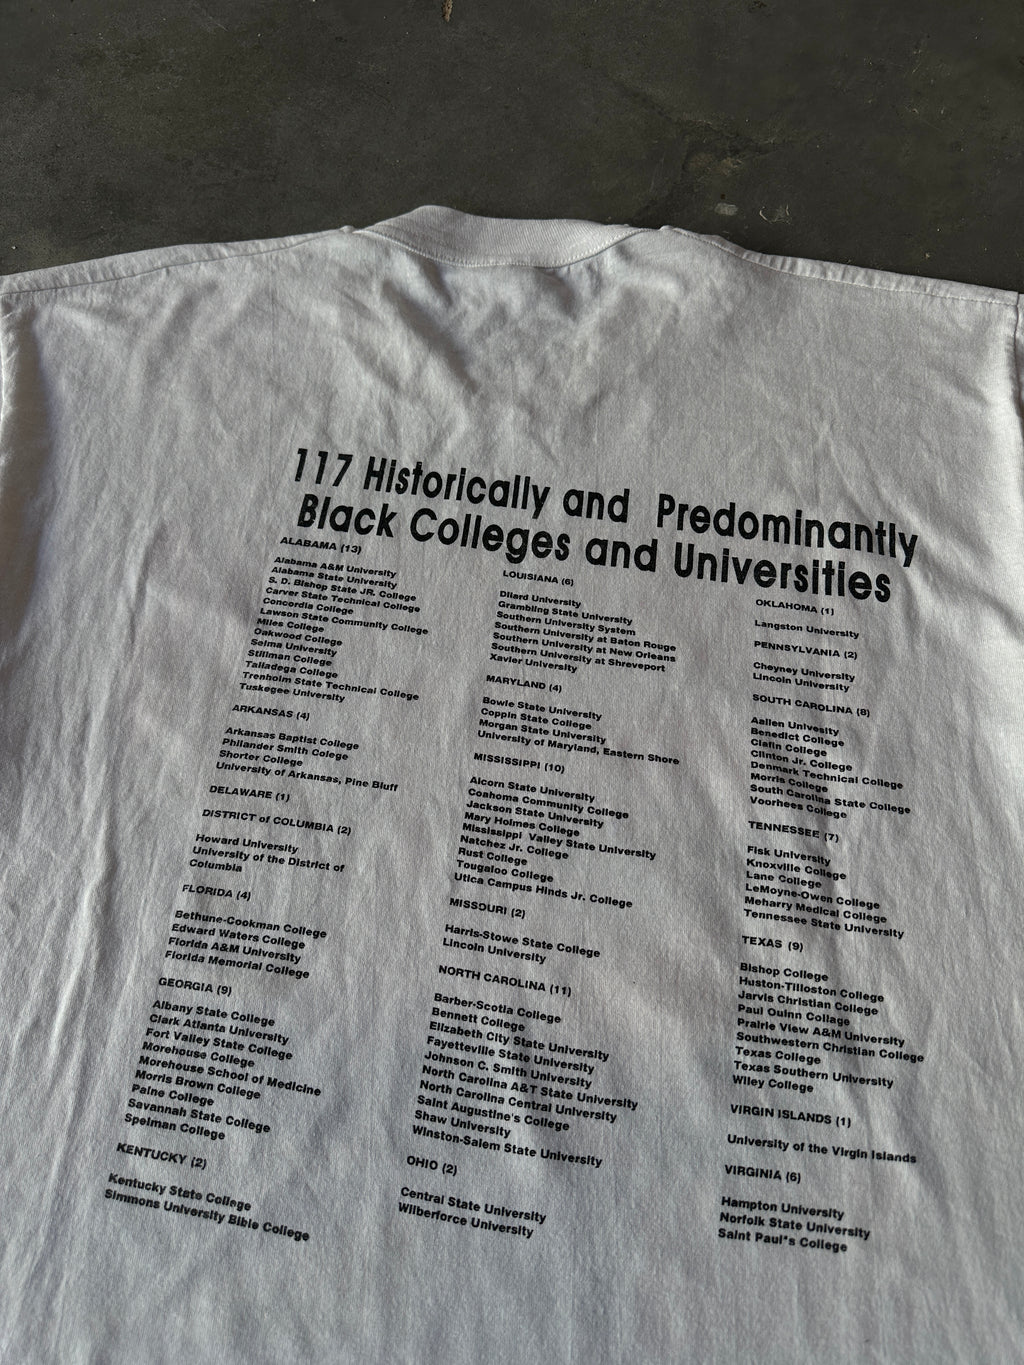 117 Historically and Predominantly
Black Colleges and Universities
ALABAMA (13)
Alabama A&M University
Alabama State University
S. D. Bishop State JR. College
Carver State Technical College
Concordia College
Lawson State Community College
Miles College
Oakwood College
Selma University
Stillman College
Talladega College
Trenholm State Technical College
Tuskegee University
ARKANSAS (4)
Arkansas Baptist College
Philander Smith College
Shorter College
University of Arkansas, Pine Bluff
DELAWARE (1)
DISTRICT of COLUMBIA (2)
Howard University
University of the District of
Columbia
FLORIDA (4)
Bethune-Cookman College
Edward Waters College
Florida A&M University
Florida Memorial College
GEORGIA (9)
Albany State College
Clark Atlanta University
Fort Valley State College
Morehouse College
Morehouse School of Medicine
Morris Brown College
Paine College
Savannah State College
Spelman College
KENTUCKY (2)
Kentucky State College
Simmons University Bible College
LOUISIANA (6)
Dillard University
Grambling State University
Southern University System
Southern University at Baton Rouge
Southern University at New Orleans
Southern University at Shreveport
Xavier University
MARYLAND (4)
Bowie State University
Coppin State College
Morgan State University
University of Maryland, Eastern Shore
MISSISSIPPI (10)
Alcorn State University
Coahoma Community College
Jackson State University
Mary Holmes College
Mississippi Valley State University
Natchez Jr. College
Rust College
Tougaloo College
Utica Campus Hinds Jr. College
MISSOURI (2)
Harris-Stowe State College
Lincoln University
NORTH CAROLINA (11)
Barber-Scotia College
Bennett College
Elizabeth City State University
Fayetteville State University
Johnson C. Smith University
North Carolina A&T State University
North Carolina Central University
Saint Augustine's College
Shaw University
Winston-Salem State University
OHIO (2)
Central State University
Wilberforce University
OKLAHOMA (1)
Langston University
PENNSYLVANIA (2)
Cheyney University
Lincoln University
SOUTH CAROLINA (8)
Aallen Univesity
Benedict College
Claflin College
Clinton Jr. College
Denmark Technical College
Morris College
South Carolina State College
Voorhees College
TENNESSEE (7)
Fisk University
Knoxville College
Lane College
LeMoyne-Owen College
Meharry Medical College
Tennessee State University
TEXAS (9)
Bishop College
Huston-Tilloston College
Jarvis Christian College
Paul Quinn Collage
Prairie View A&M University
Southwestern Christian College
Texas College
Texas Southern University
Wiley College
VIRGIN ISLANDS (1)
University of the Virgin Islands
VIRGINIA (6)
Hampton University
Norfolk State University
Saint Paul"s College